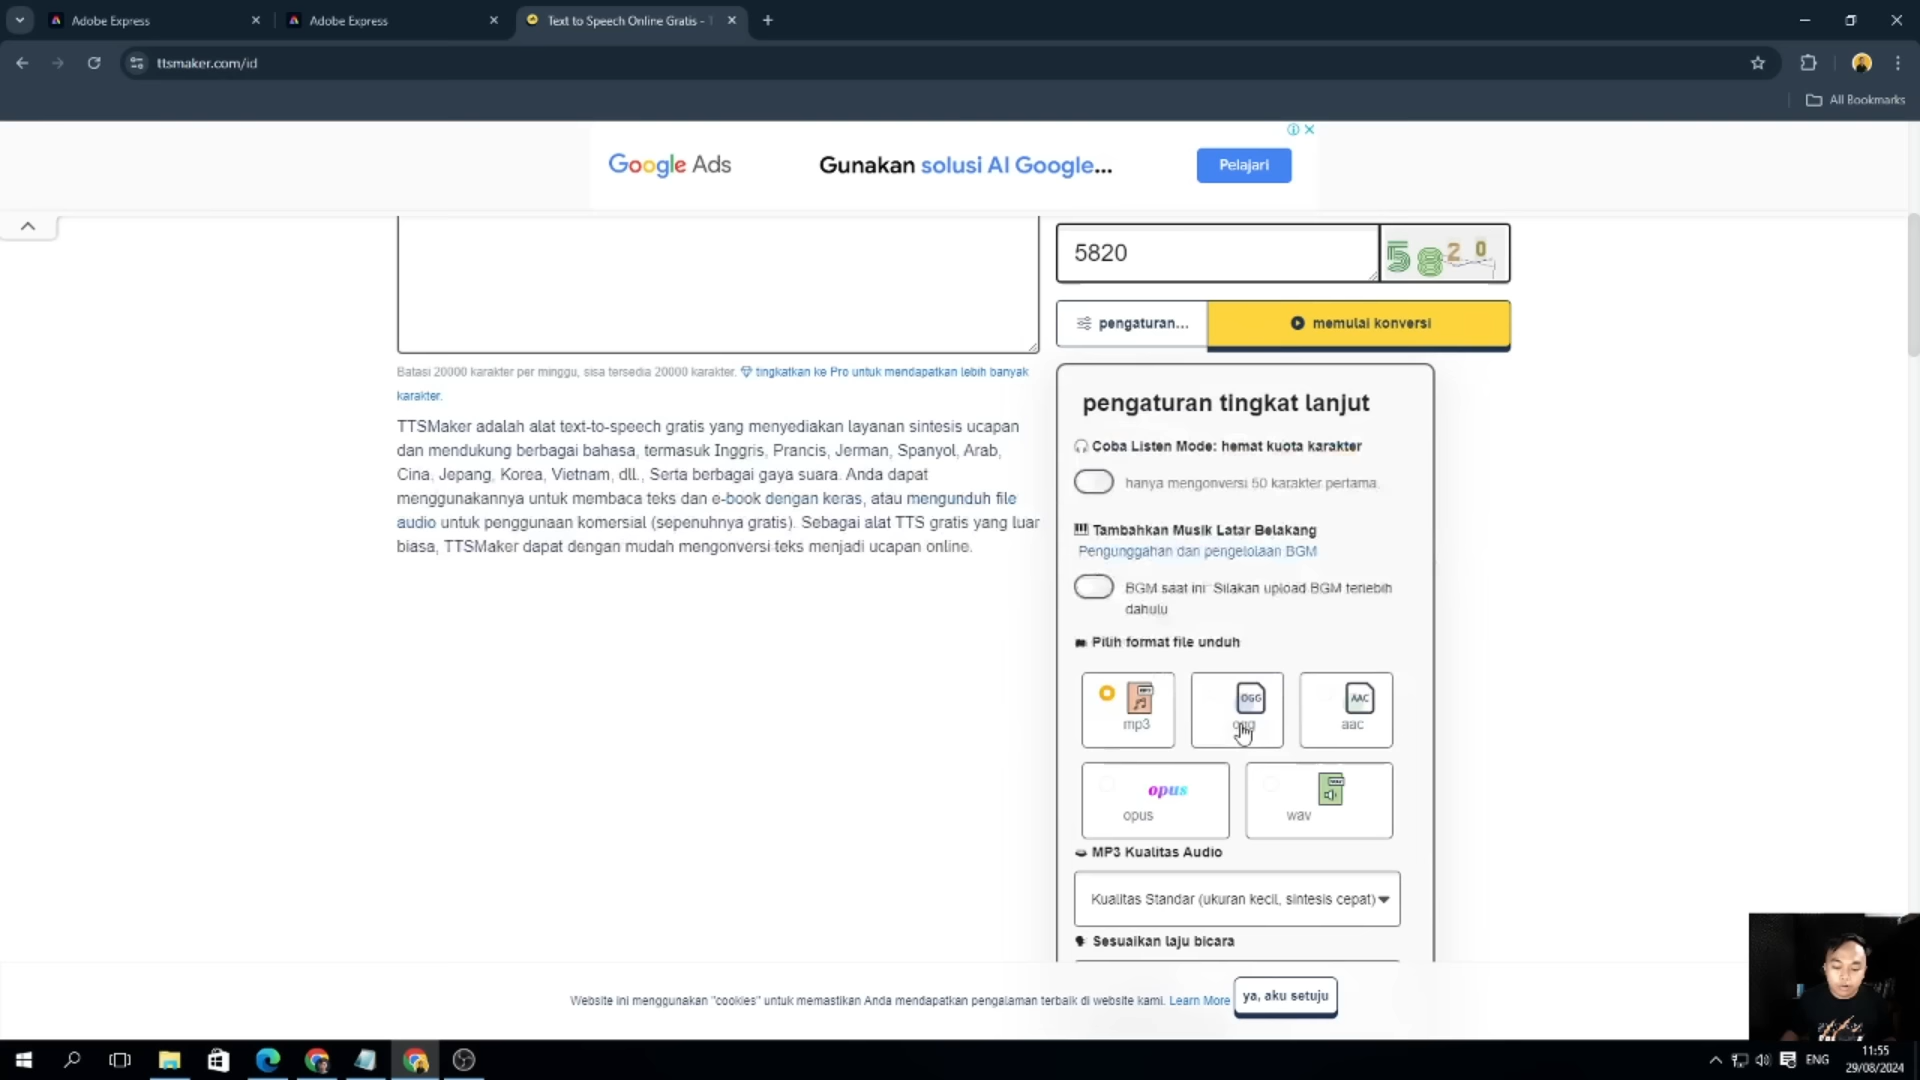 Adobe Express
Adobe Express
Text to Speech Online Gratis -
ttsmaker.com/id
All Bookmarks
Google Ads
Gunakan solusi AI Google...
Pelajari
5820
5820
pengaturan...
memulai konversi
Batasi 20000 karakter per minggu, sisa tersedia 20000 karakter. tingkatkan ke Pro untuk mendapatkan lebih banyak
karakter.
TTSMaker adalah alat text-to-speech gratis yang menyediakan layanan sintesis ucapan
dan mendukung berbagai bahasa, termasuk Inggris, Prancis, Jerman, Spanyol, Arab,
Cina, Jepang, Korea, Vietnam, dll., Serta berbagai gaya suara. Anda dapat
menggunakannya untuk membaca teks dan e-book dengan keras, atau mengunduh file
audio untuk penggunaan komersial (sepenuhnya gratis). Sebagai alat TTS gratis yang luar
biasa, TTSMaker dapat dengan mudah mengonversi teks menjadi ucapan online.
pengaturan tingkat lanjut
Coba Listen Mode: hemat kuota karakter
hanya mengonversi 50 karakter pertama.
Tambahkan Musik Latar Belakang
Pengunggahan dan pengelolaan BGM
BGM saat ini: Silakan upload BGM terlebih
dahulu
Pilih format file unduh
mp3
OGG
ogg
AAC
aac
opus
opus
wav
MP3 Kualitas Audio
Kualitas Standar (ukuran kecil, sintesis cepat)
Sesuaikan laju bicara
Website ini menggunakan "cookies" untuk memastikan Anda mendapatkan pengalaman terbaik di website kami. Learn More
ya, aku setuju
ENG
11:55
29/08/2024